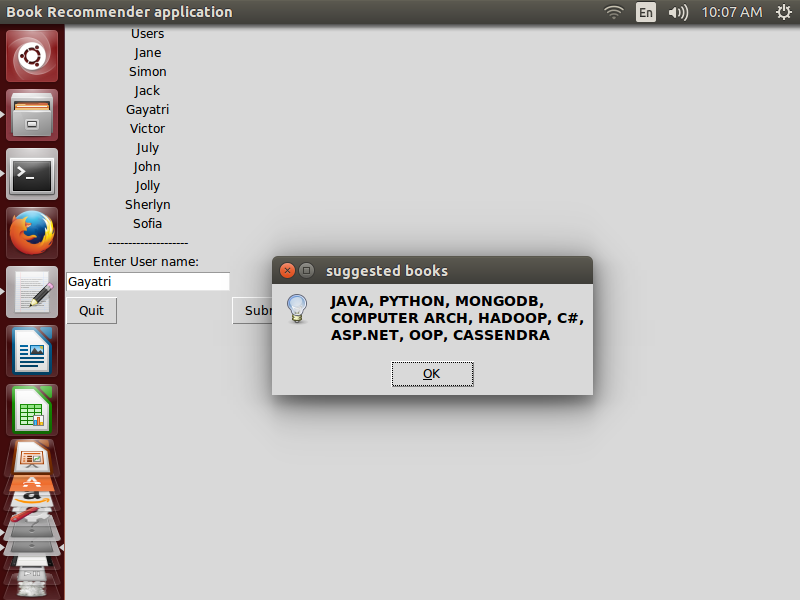 Book Recommender application
En
10:07 AM
Users
Jane
Simon
Jack
Gayatri
Victor
July
John
Jolly
Sherlyn
Sofia
--------------------
Enter User name:
Gayatri
Quit
Subm
suggested books
JAVA, PYTHON, MONGODB,
COMPUTER ARCH, HADOOP, C#,
ASP.NET, OOP, CASSENDRA
OK